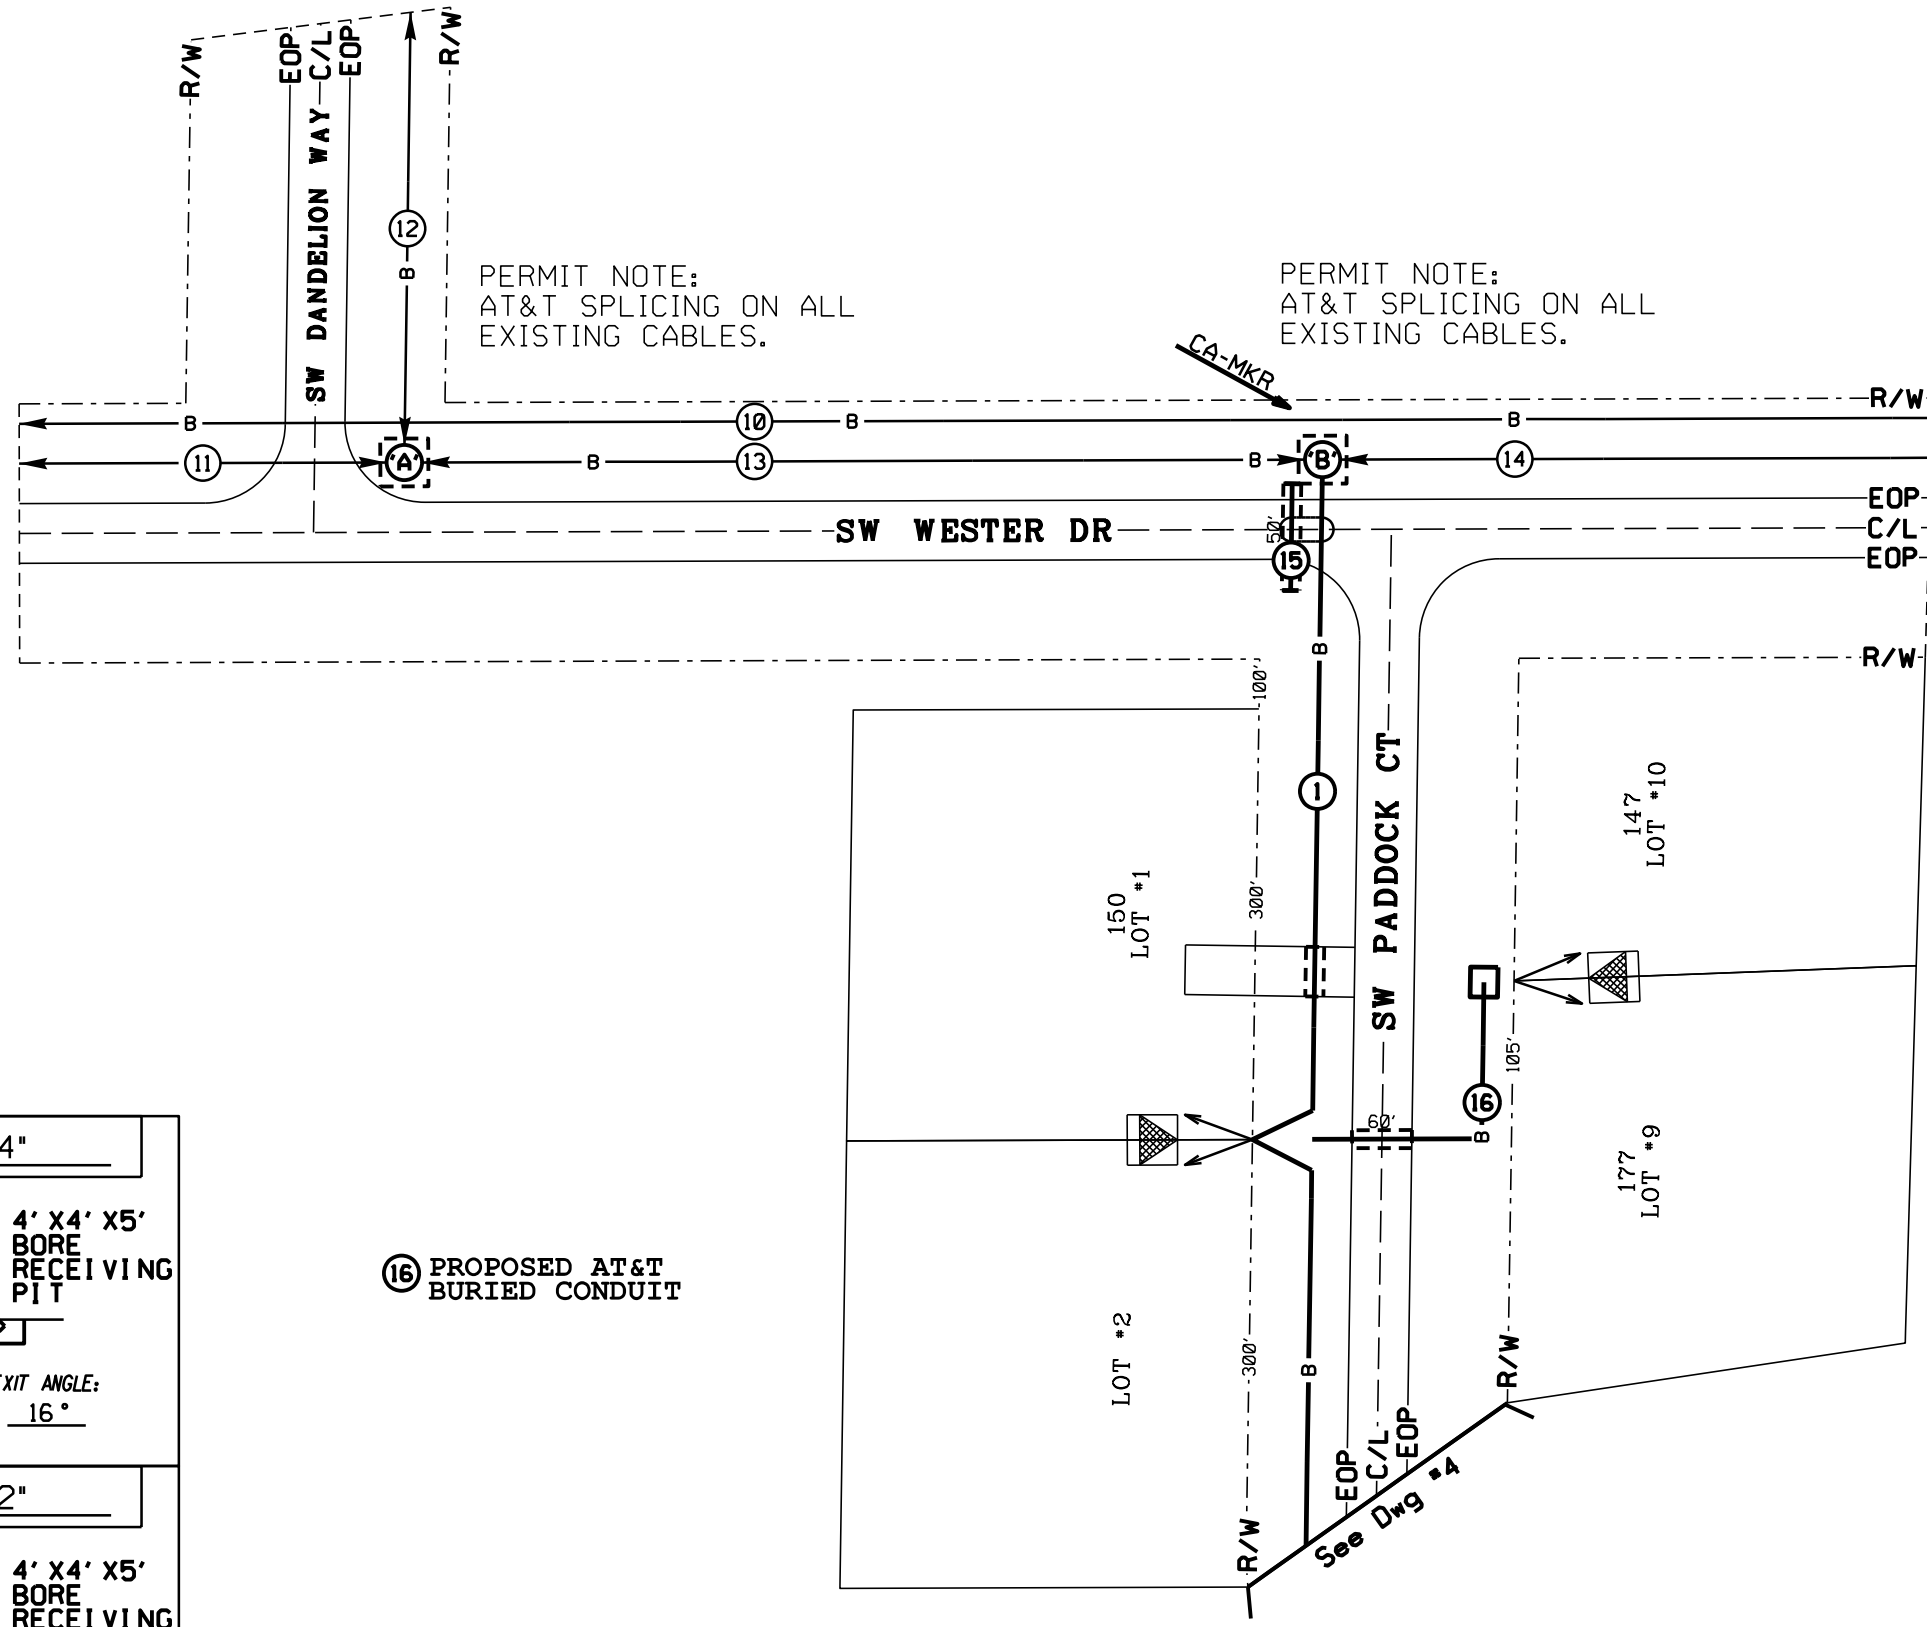 R/W
EOP
C/L
EOP
R/W
SW DANDELION WAY
12
B
PERMIT NOTE:
AT&T SPLICING ON ALL
EXISTING CABLES.
PERMIT NOTE:
AT&T SPLICING ON ALL
EXISTING CABLES.
CA-MKR
R/W
B
10
B
B
11
'A'
B
13
B
'B'
14
EOP
SW WESTER DR
C/L
50'
15
EOP
B
R/W
100'
1
SW PADDOCK CT
147
LOT #10
150
LOT #1
300'
105'
16
60'
B
177
LOT #9
4"
4'X4'X5'
BORE
RECEIVING
PIT
16 PROPOSED AT&T
BURIED CONDUIT
XIT ANGLE:
16°
LOT #2
300'
B
R/W
EOP
C/L
EOP
See Dwg #4
R/W
2"
4'X4'X5'
BORE
RECEIVING